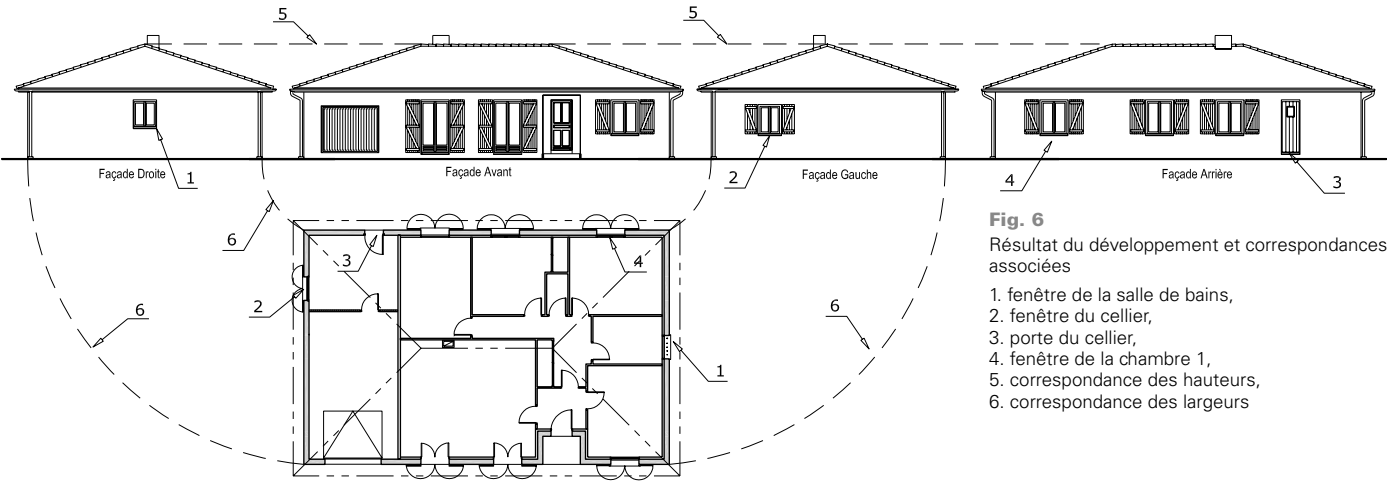 5
5
1
2
4
3
Façade Droite
Façade Avant
Façade Gauche
Façade Arrière
6
3
4
2
6
6
1
Fig. 6
Résultat du développement et correspondances
associées
1. fenêtre de la salle de bains,
2. fenêtre du cellier,
3. porte du cellier,
4. fenêtre de la chambre 1,
5. correspondance des hauteurs,
6. correspondance des largeurs